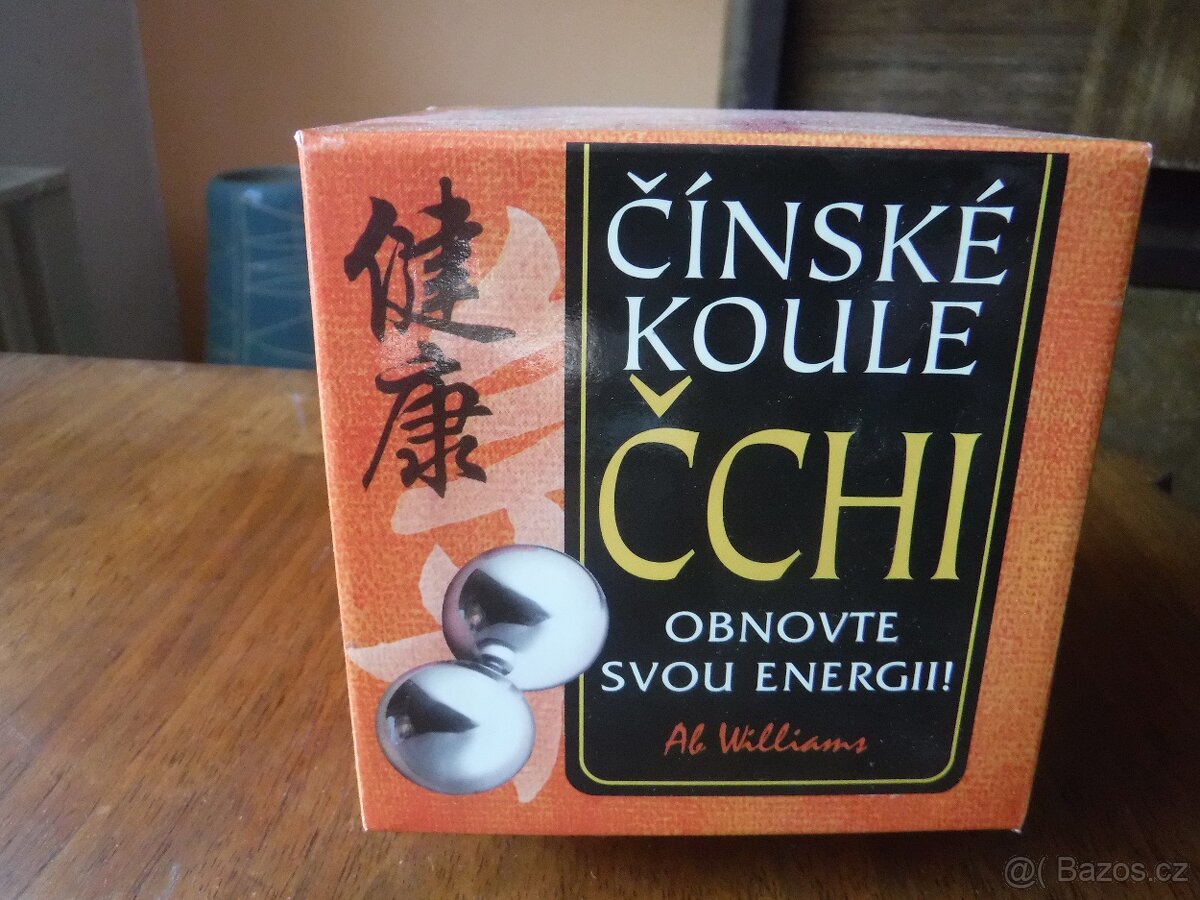 健康
ČÍNSKÉ
KOULE
ČCHI
OBNOVTE
SVOU ENERGII!
Ab Williams
@( Bazos.cz